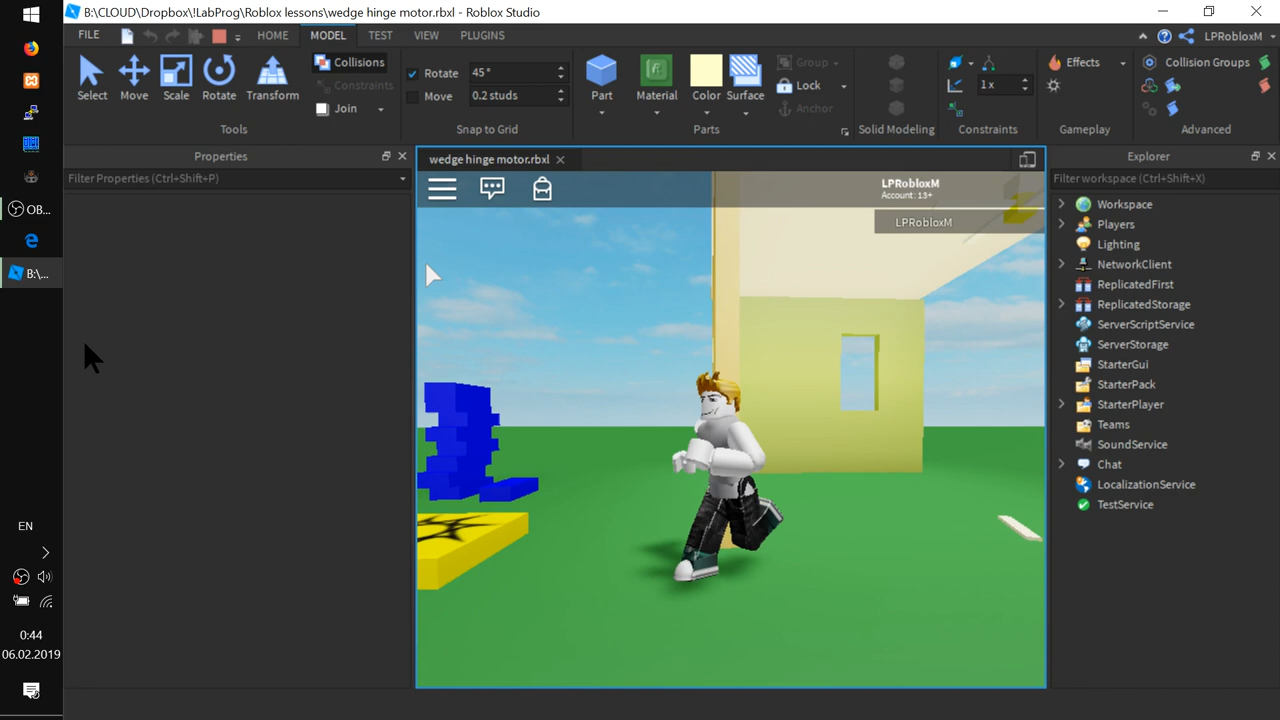 B:\CLOUD\Dropbox\!LabProg\Roblox lessons\wedge hinge motor.rbxl - Roblox Studio
FILE
HOME
MODEL
TEST
VIEW
PLUGINS
LPRobloxM
Select
Move
Scale
Rotate
Transform
Collisions
Constraints
Join
Tools
Rotate
45°
Move
0.2 studs
Snap to Grid
Part
Material
Color
Surface
Group
Lock
Anchor
Parts
Solid Modeling
1 x
Constraints
Effects
Gameplay
Collision Groups
Advanced
Properties
Filter Properties (Ctrl+Shift+P)
wedge hinge motor.rbxl
LPRobloxM
Account: 13+
LPRobloxM
Explorer
Filter workspace (Ctrl+Shift+X)
Workspace
Players
Lighting
NetworkClient
ReplicatedFirst
ReplicatedStorage
ServerScriptService
ServerStorage
StarterGui
StarterPack
StarterPlayer
Teams
SoundService
Chat
LocalizationService
TestService
OB...
B:\...
EN
0:44
06.02.2019